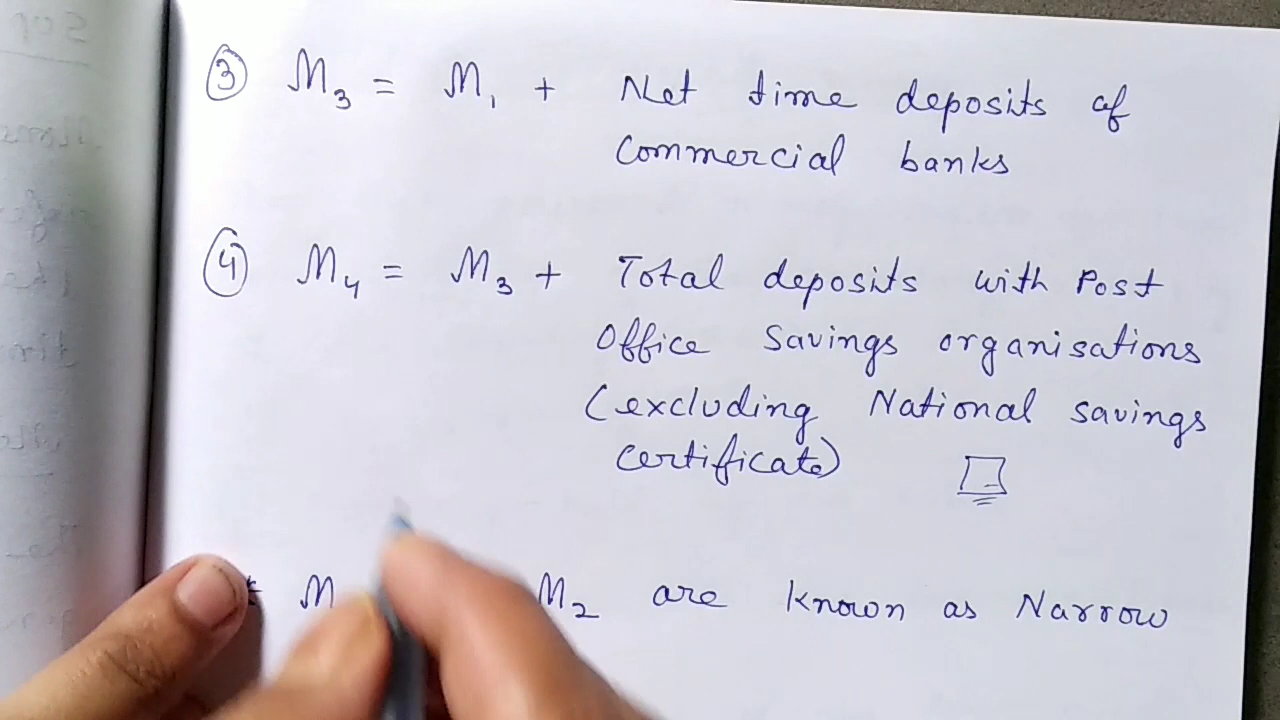 ③ M₃ = M₁ + Net time deposits of
Commercial banks
④ M₄ = M₃ + Total deposits with Post
Office Savings organisations
(excluding National savings
certificate)
* M M₂ are known as Narrow